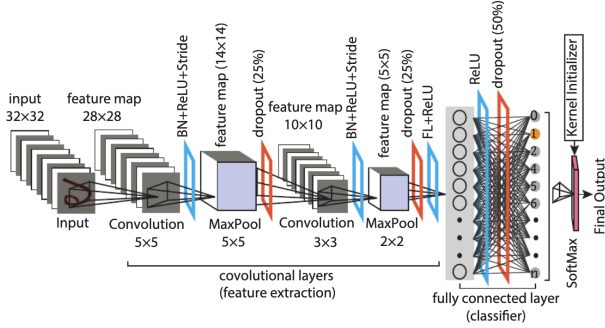 input
32×32
feature map
28×28
BN+ReLU+Stride
feature map (14×14)
dropout (25%)
feature map
10×10
BN+ReLU+Stride
feature map (5×5)
dropout (25%)
FL+ReLU
ReLU
dropout (50%)
Kernel Initializer
0
1
2
4
5
6
n
Input
Convolution
5×5
MaxPool
5×5
Convolution
3×3
MaxPool
2×2
SoftMax
Final Output
covolutional layers
(feature extraction)
fully connected layer
(classifier)